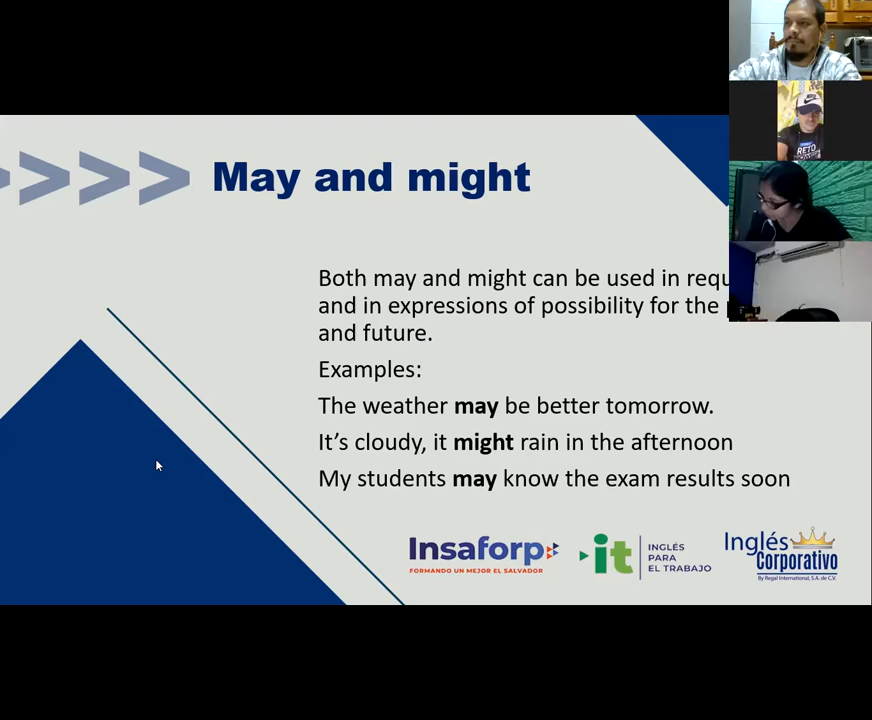 May and might
Both may and might can be used in requ
and in expressions of possibility for the
and future.
Examples:
The weather may be better tomorrow.
It's cloudy, it might rain in the afternoon
My students may know the exam results soon
Insaforp
FORMANDO UN MEJOR EL SALVADOR
it
INGLÉS
PARA
EL TRABAJO
Inglés
Corporativo
By Regal International, S.A. de C.V.
RETO